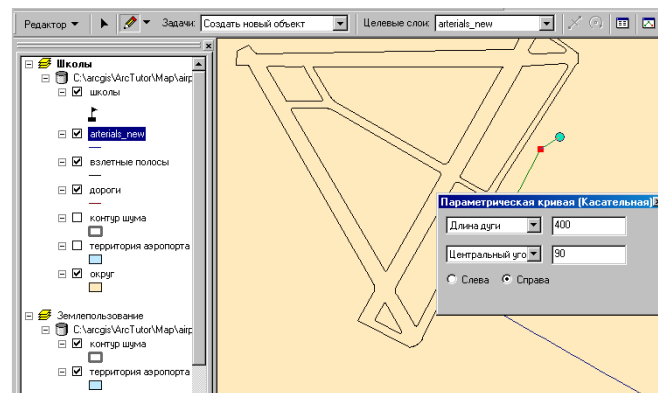 Редактор Задачи: Создать новый объект Целевые слои: arterials_new
Школы
C:\arcgis\ArcTutor\Map\airp
школы
arterials_new
взлетные полосы
дороги
контур шума
территория аэропорта
округ
Землепользование
C:\arcgis\ArcTutor\Map\airp
контур шума
территория аэропорта
Параметрическая кривая (Касательная)
Длина дуги 400
Центральный уго 90
Слева Справа